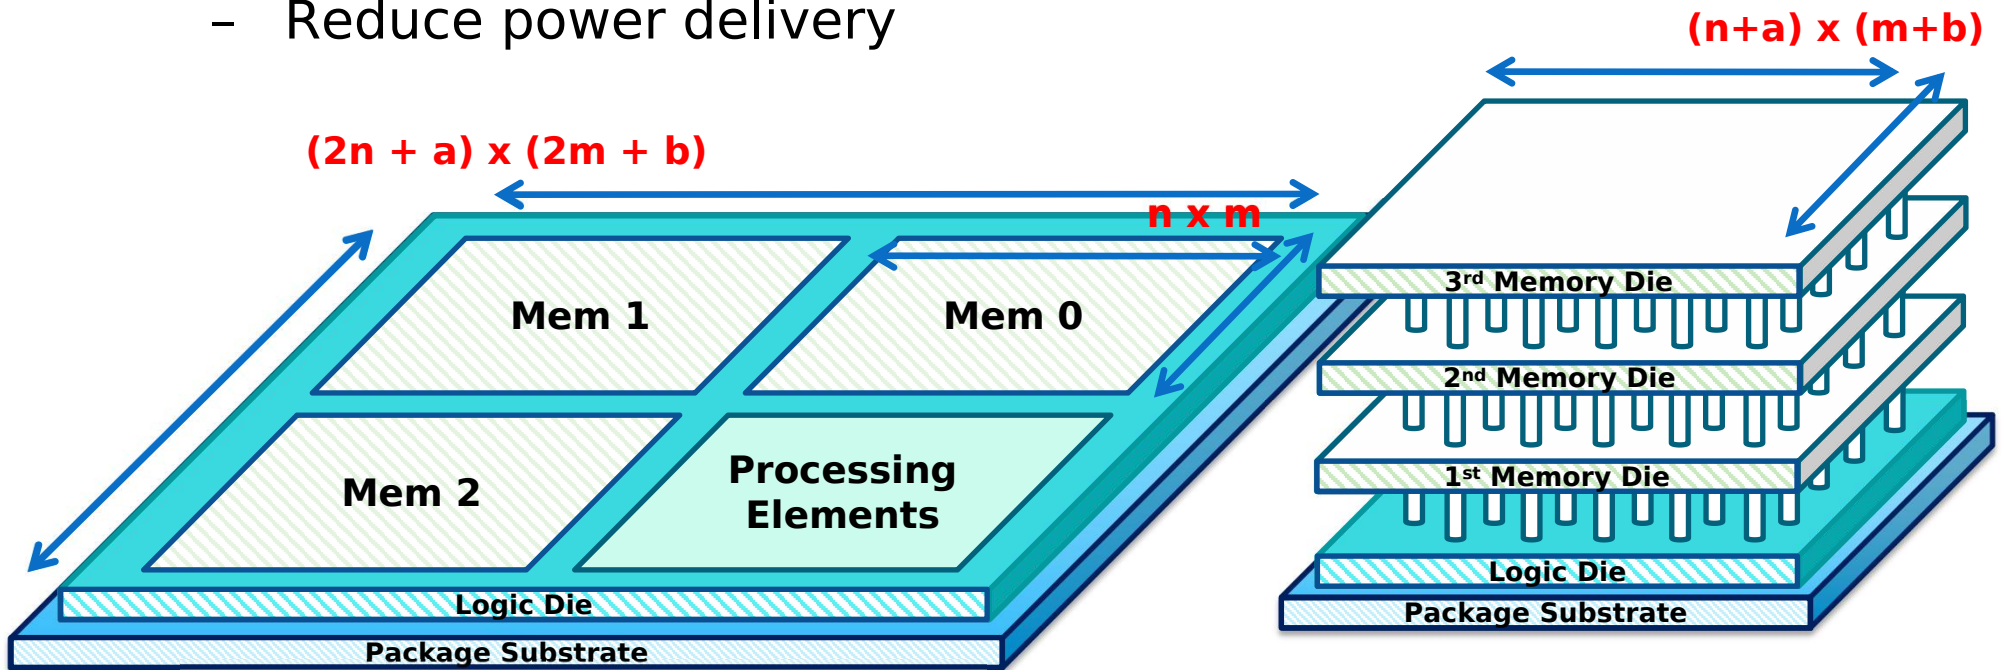 – Reduce power delivery
(n+a) x (m+b)
(2n + a) x (2m + b)
n x m
Mem 1
Mem 0
Mem 2
Processing
Elements
Logic Die
Package Substrate
3rd Memory Die
2nd Memory Die
1st Memory Die
Logic Die
Package Substrate